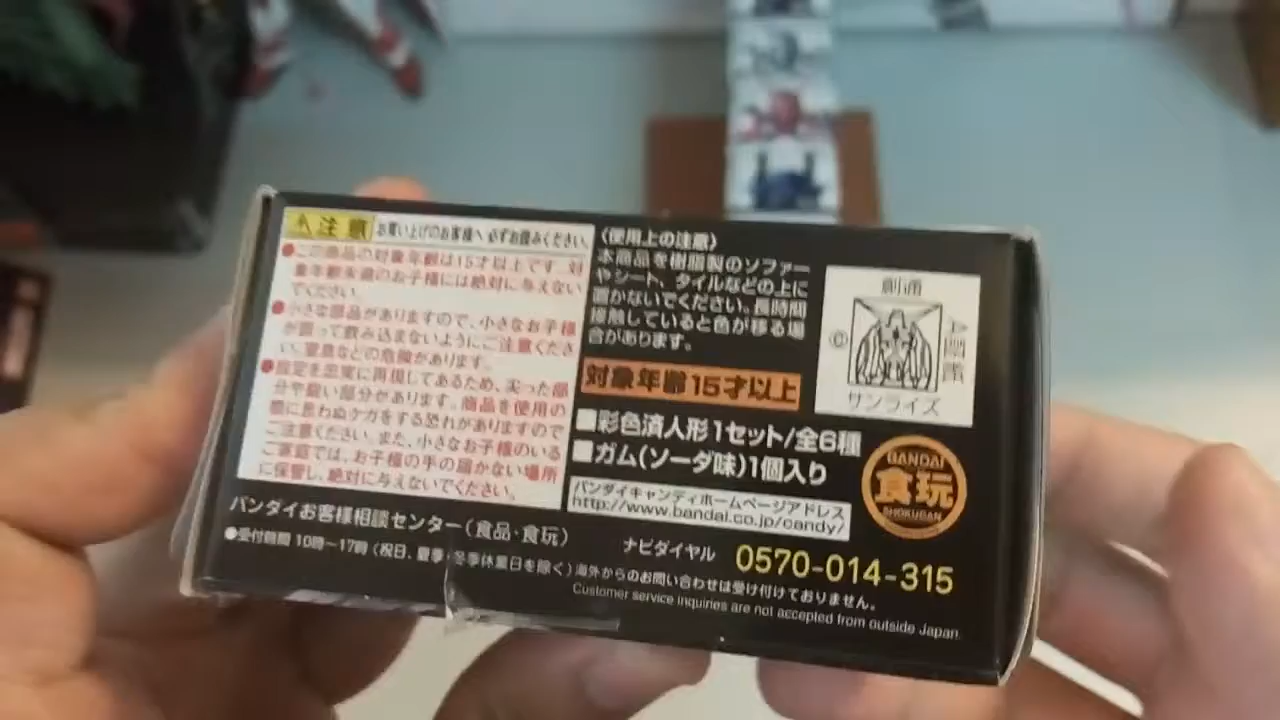 注意 お買い上げのお客様へ 必ずお読みください。
●この商品の対象年齢は15才以上です。対
象年齢未満のお子様には絶対に与えない
でください。
●小さな部品がありますので、小さなお子様
が誤って飲み込まないようにご注意くださ
い。窒息などの危険があります。
●設定を忠実に再現してあるため、尖った部
分や鋭い部分があります。商品を使用の
際に思わぬケガをする恐れがありますので
ご注意ください。また、小さなお子様のいる
ご家庭では、お子様の手の届かない場所
に保管し、絶対に与えないでください。
〈使用上の注意〉
本商品を樹脂製のソファー
やシート、タイルなどの上に
置かないでください。長時間
接触していると色が移る場
合があります。
対象年齢15才以上
■彩色済人形1セット/全6種
■ガム(ソーダ味)1個入り
バンダイキャンディホームページアドレス
http://www.bandai.co.jp/candy/
創通
©
サンライズ
BANDAI
食玩
SHOKUGAN
バンダイお客様相談センター(食品・食玩)
●受付時間 10時〜17時(祝日、夏季・冬季休業日を除く)海外からのお問い合わせは受け付けておりません。
ナビダイヤル 0570-014-315
Customer service inquiries are not accepted from outside Japan.